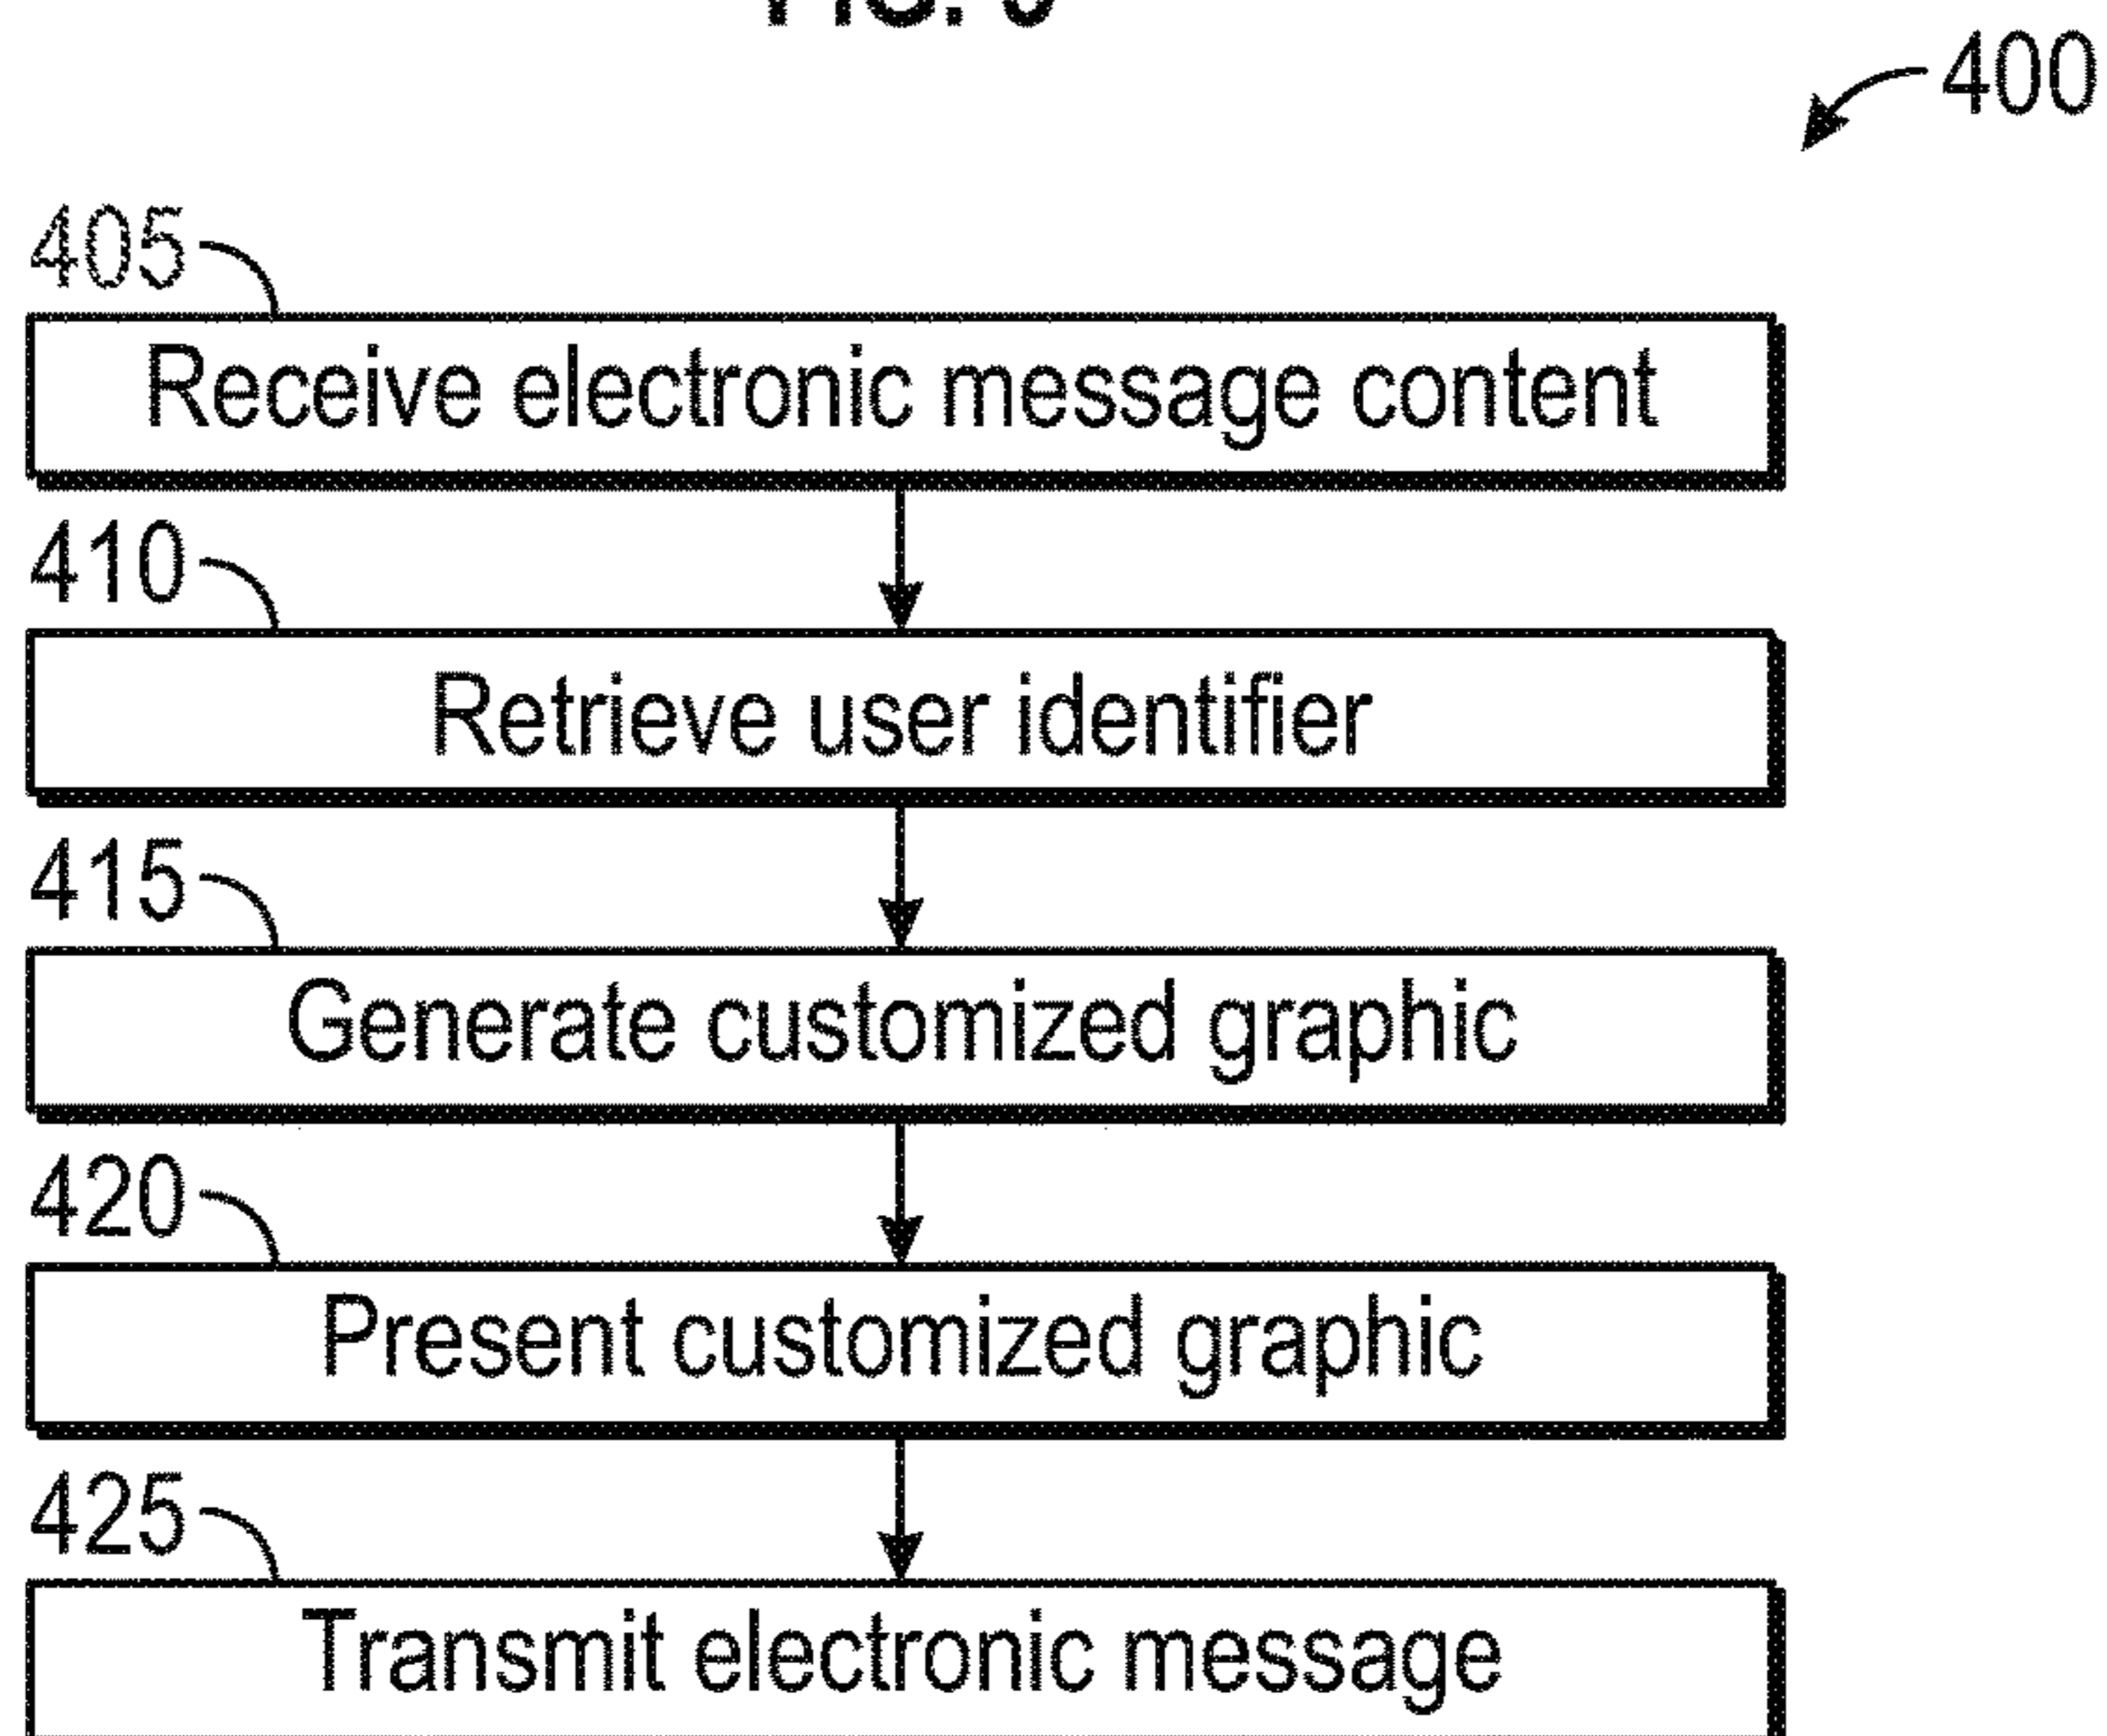 400
405
Receive electronic message content
410
Retrieve user identifier
415
Generate customized graphic
420
Present customized graphic
425
Transmit electronic message